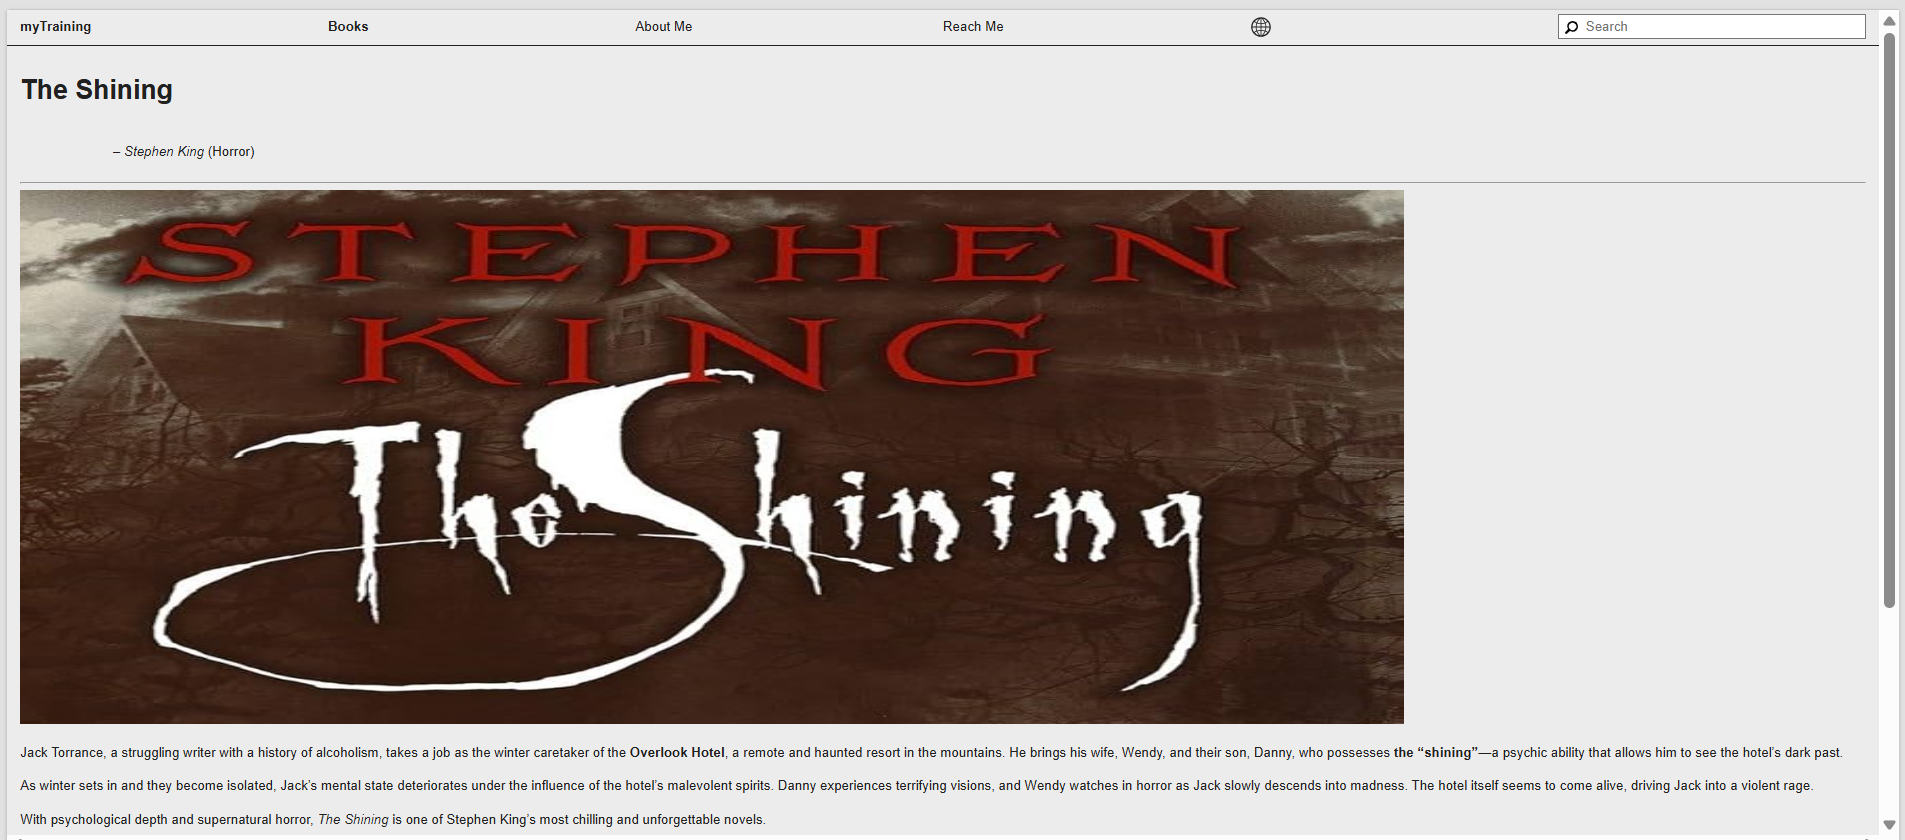 myTraining Books About Me Reach Me Search
The Shining
– Stephen King (Horror)
STEPHEN
KING
The Shining
Jack Torrance, a struggling writer with a history of alcoholism, takes a job as the winter caretaker of the Overlook Hotel, a remote and haunted resort in the mountains. He brings his wife, Wendy, and their son, Danny, who possesses the “shining”—a psychic ability that allows him to see the hotel’s dark past.
As winter sets in and they become isolated, Jack’s mental state deteriorates under the influence of the hotel’s malevolent spirits. Danny experiences terrifying visions, and Wendy watches in horror as Jack slowly descends into madness. The hotel itself seems to come alive, driving Jack into a violent rage.
With psychological depth and supernatural horror, The Shining is one of Stephen King’s most chilling and unforgettable novels.